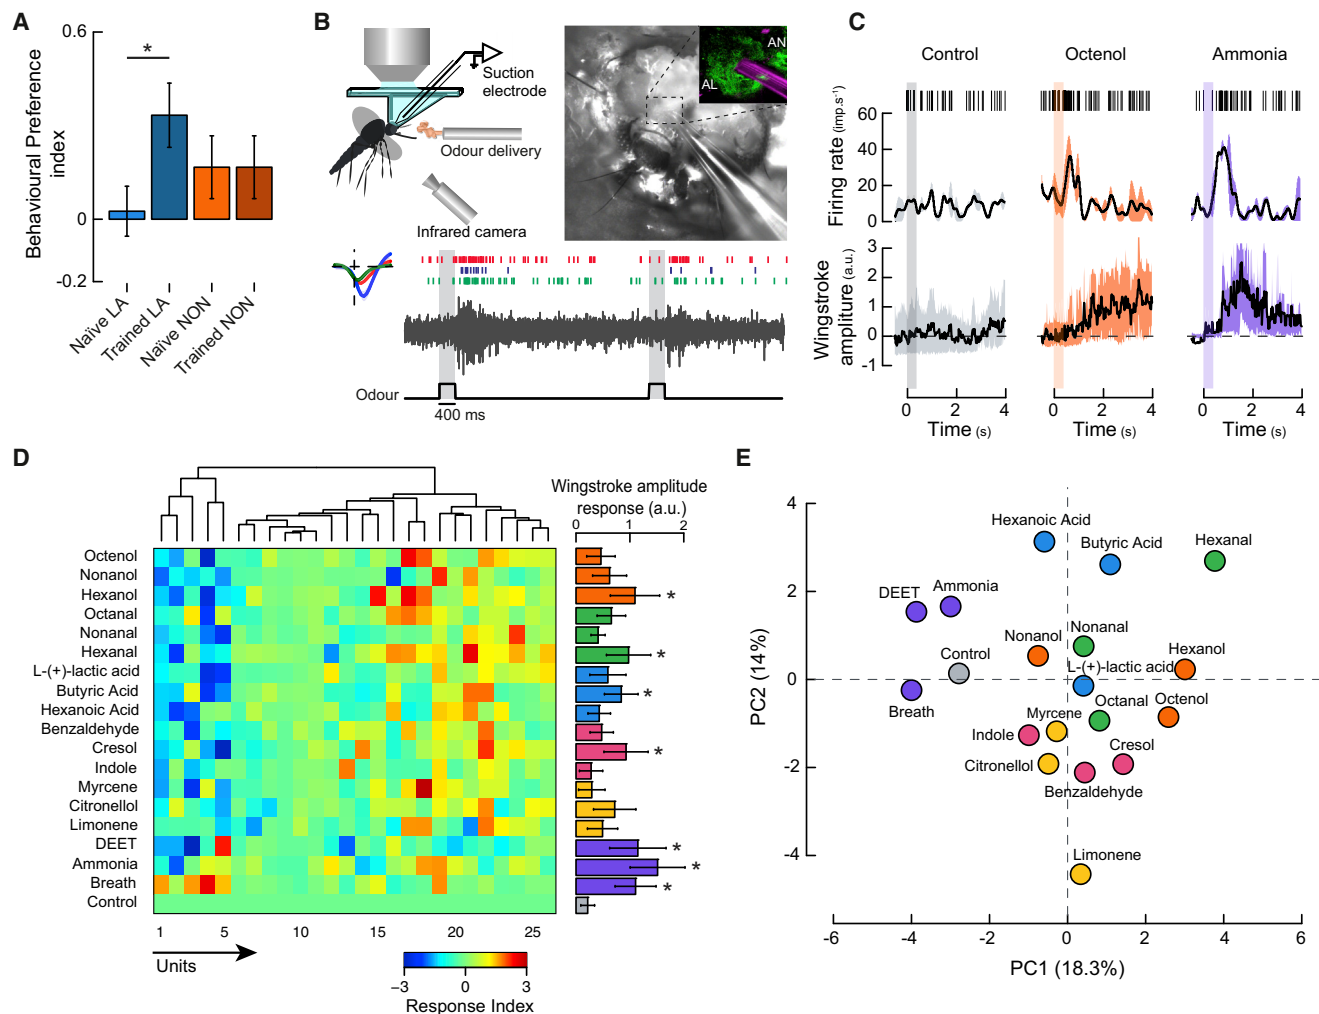 A
0.6
0
-0.2
Behavioural Preference
index
*
Naïve LA
Trained LA
Naïve NON
Trained NON
B
Suction
electrode
Odour delivery
Infrared camera
AN
AL
Odour
400 ms
C
Control
Octenol
Ammonia
Firing rate (imp.s⁻¹)
60
40
20
0
Wingstroke
amplitude (a.u.)
3
2
1
0
-1
0 2 4
0 2 4
0 2 4
Time (s)
Time (s)
Time (s)
D
Wingstroke amplitude
response (a.u.)
0 1 2
Octenol
Nonanol
Hexanol *
Octanal
Nonanal
Hexanal *
L-(+)-lactic acid
Butyric Acid *
Hexanoic Acid
Benzaldehyde
Cresol *
Indole
Myrcene
Citronellol
Limonene
DEET *
Ammonia *
Breath *
Control
1 5 10 15 20 25
Units
−3 0 3
Response Index
E
PC2 (14%)
4
2
0
-2
-4
Hexanoic Acid
Butyric Acid
Hexanal
DEET
Ammonia
Nonanol
Nonanal
Hexanol
Control
L-(+)-lactic acid
Breath
Octanal
Octenol
Myrcene
Indole
Cresol
Citronellol
Benzaldehyde
Limonene
-6 -4 -2 0 2 4 6
PC1 (18.3%)